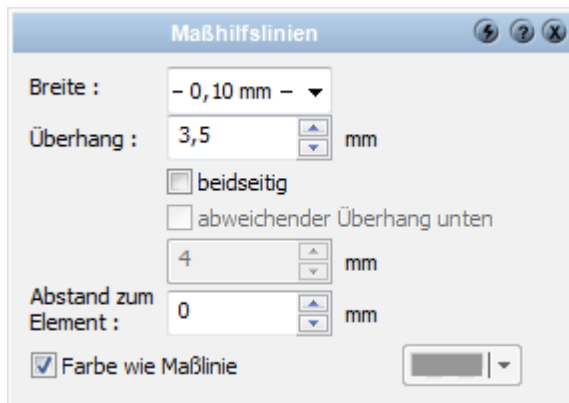 Maßhilfslinien
Breite : – 0,10 mm –
Überhang : 3,5 mm
beidseitig
abweichender Überhang unten
4 mm
Abstand zum
Element : 0 mm
Farbe wie Maßlinie